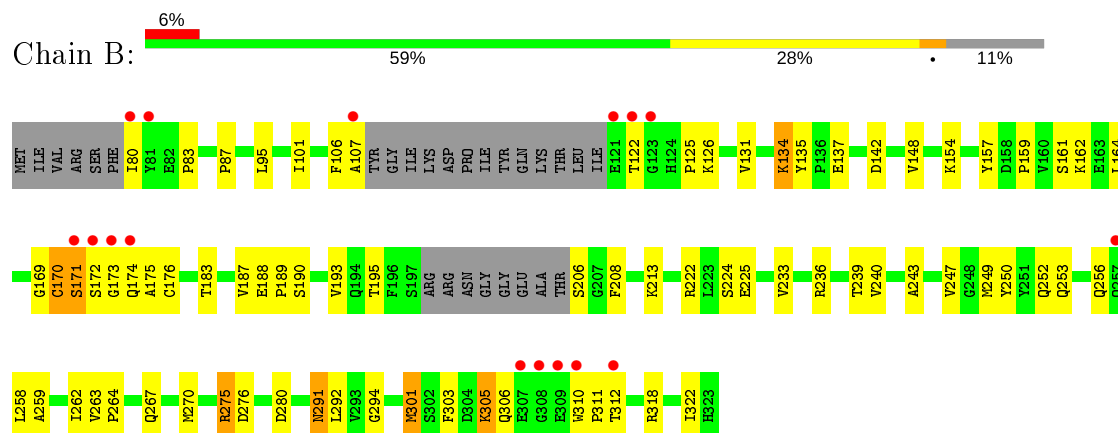 6%
Chain B:
59% 28% • 11%
MET ILE VAL ARG SER PHE I80 Y81 E82 P83 P87 L95 I101 F106 A107 TYR GLY ILE LYS ASP PRO ILE TYR GLN LYS THR LEU ILE E121 T122 G123 H124 P125 K126 V131 K134 Y135 P136 E137 D142 V148 K154 Y157 D158 P159 V160 S161 K162 E163 L164
G169 C170 S171 S172 G173 Q174 A175 C176 T183 V187 E188 P189 S190 V193 Q194 T195 F196 S197 ARG ARG ASN GLY GLY GLU ALA THR S206 G207 F208 K213 R222 L223 S224 E225 V233 R236 T239 V240 A243 V247 G248 M249 Y250 Y251 Q252 Q253 Q256 Q257
L258 A259 I262 V263 P264 Q267 M270 R275 D276 D280 N291 L292 V293 G294 M301 S302 F303 D304 K305 Q306 E307 G308 E309 W310 P311 T312 R318 I322 H323